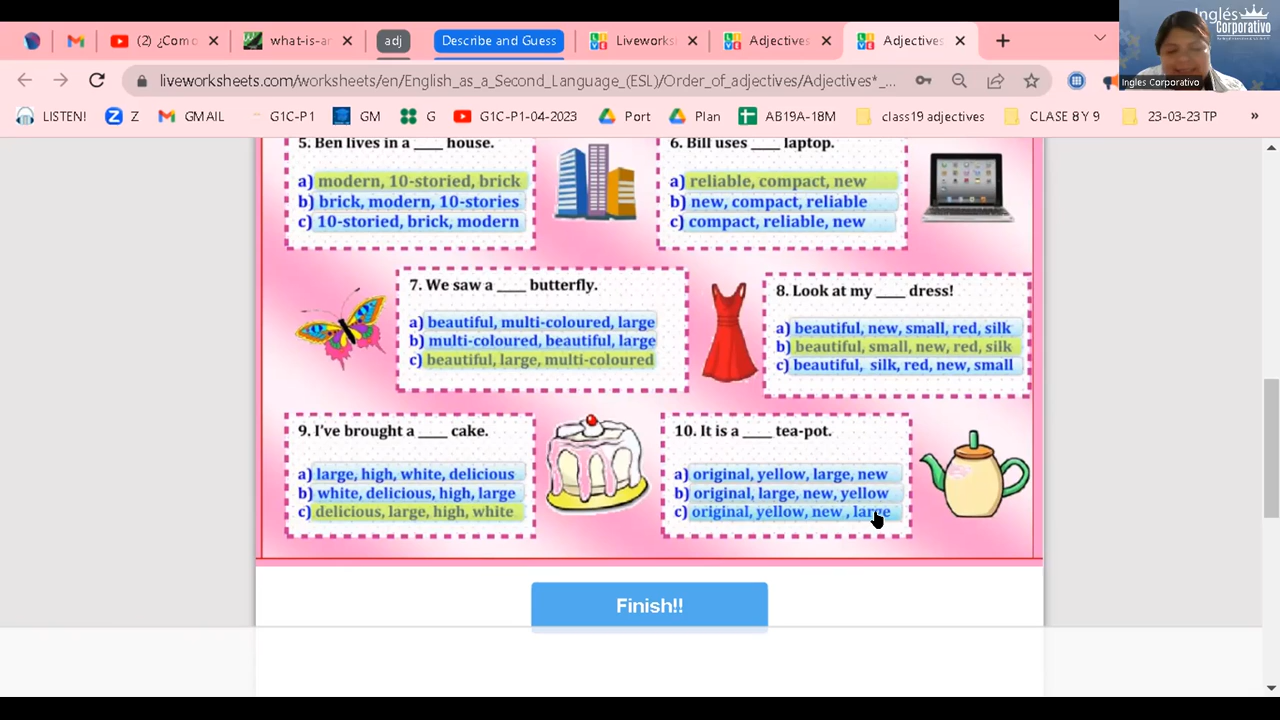 (2) ¿Como
what-is-ar
adj
Describe and Guess
Liveworks
Adjectives
Adjectives
Inglés
Corporativo
Ingles Corporativo
liveworksheets.com/worksheets/en/English_as_a_Second_Language_(ESL)/Order_of_adjectives/Adjectives*_...
LISTEN!
Z
GMAIL
G1C-P1
GM
G
G1C-P1-04-2023
Port
Plan
AB19A-18M
class19 adjectives
CLASE 8 Y 9
23-03-23 TP
»
5. Ben lives in a ____ house.
a) modern, 10-storied, brick
b) brick, modern, 10-stories
c) 10-storied, brick, modern
6. Bill uses ____ laptop.
a) reliable, compact, new
b) new, compact, reliable
c) compact, reliable, new
7. We saw a ____ butterfly.
a) beautiful, multi-coloured, large
b) multi-coloured, beautiful, large
c) beautiful, large, multi-coloured
8. Look at my ____ dress!
a) beautiful, new, small, red, silk
b) beautiful, small, new, red, silk
c) beautiful, silk, red, new, small
9. I've brought a ____ cake.
a) large, high, white, delicious
b) white, delicious, high, large
c) delicious, large, high, white
10. It is a ____ tea-pot.
a) original, yellow, large, new
b) original, large, new, yellow
c) original, yellow, new , large
Finish!!